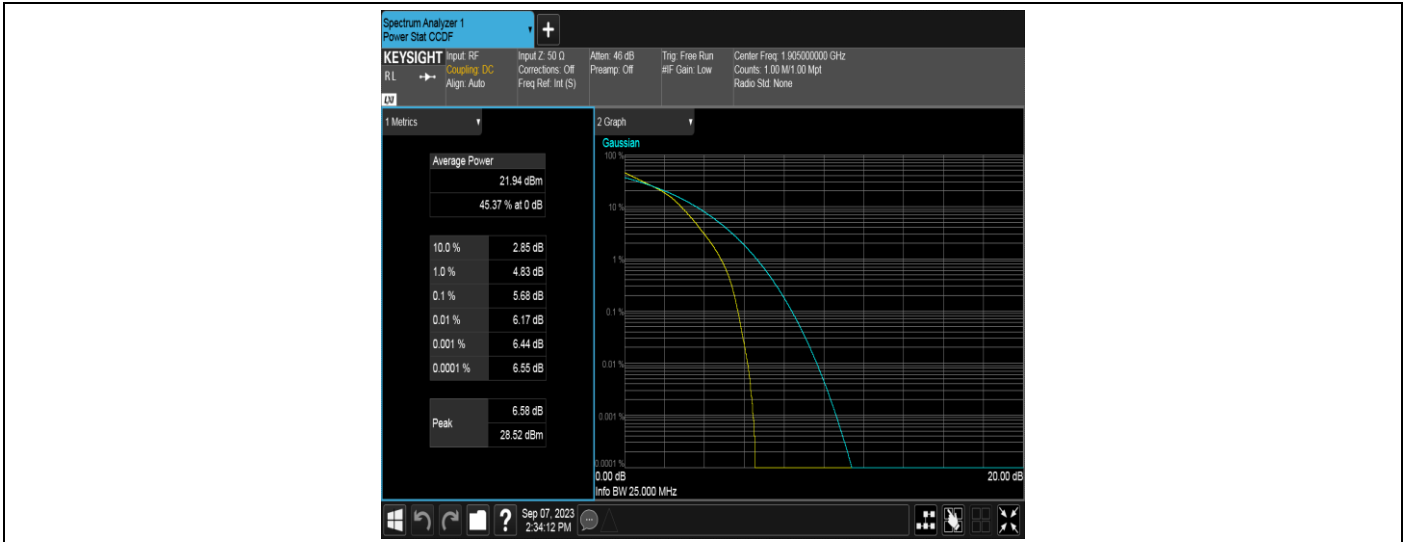 Spectrum Analyzer 1
Power Stat CCDF
KEYSIGHT
RL
LXI
Input: RF
Coupling: DC
Align: Auto
Input Z: 50 Ω
Corrections: Off
Freq Ref: Int (S)
Atten: 46 dB
Preamp: Off
Trig: Free Run
#IF Gain: Low
Center Freq: 1.905000000 GHz
Counts: 1.00 M/1.00 Mpt
Radio Std: None
1 Metrics
Average Power
21.94 dBm
45.37 % at 0 dB
10.0 % 2.85 dB
1.0 % 4.83 dB
0.1 % 5.68 dB
0.01 % 6.17 dB
0.001 % 6.44 dB
0.0001 % 6.55 dB
Peak
6.58 dB
28.52 dBm
2 Graph
Gaussian
100 %
10 %
1 %
0.1 %
0.01 %
0.001 %
0.0001 %
0.00 dB 20.00 dB
Info BW 25.000 MHz
? Sep 07, 2023
2:34:12 PM